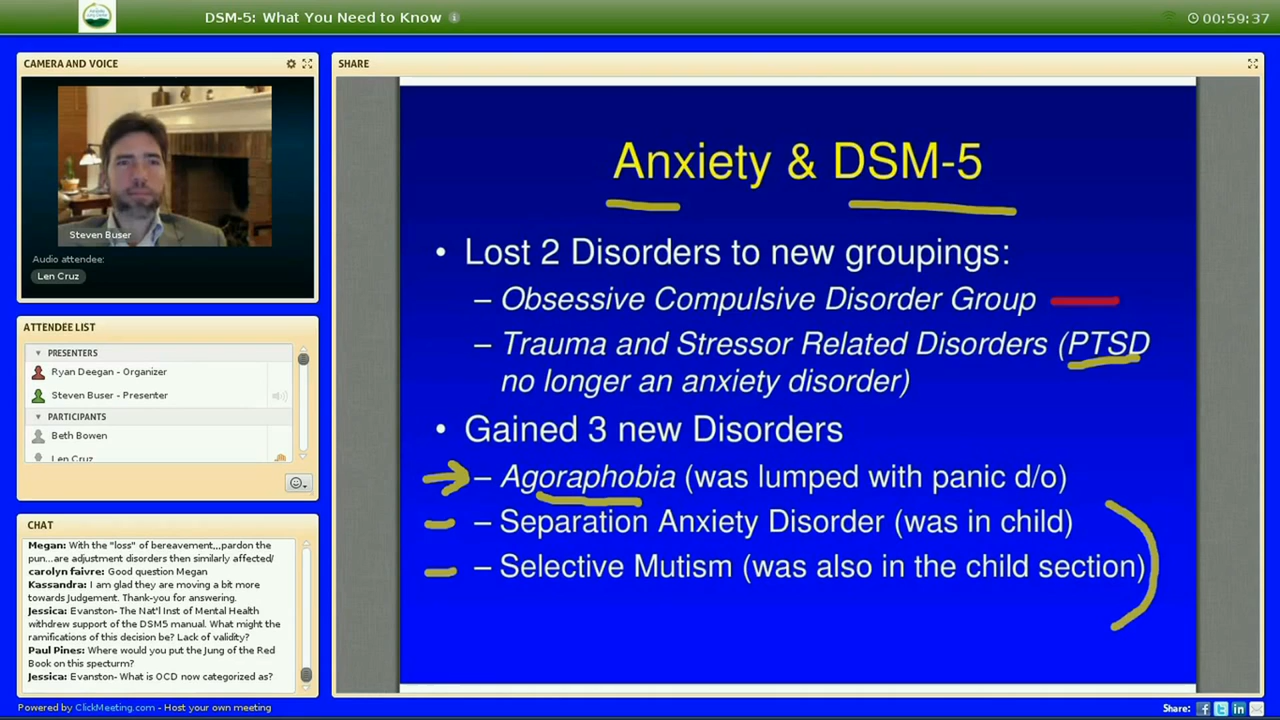 DSM-5: What You Need to Know
00:59:37
CAMERA AND VOICE
Steven Buser
Audio attendee:
Len Cruz
ATTENDEE LIST
PRESENTERS
Ryan Deegan - Organizer
Steven Buser - Presenter
PARTICIPANTS
Beth Bowen
Len Cruz
CHAT
Megan: With the "loss" of bereavement,,,pardon the
pun...are adjustment disorders then similarly affected/
carolyn faivre: Good question Megan
Kassandra: I am glad they are moving a bit more
towards Judgement. Thank-you for answering.
Jessica: Evanston- The Nat'l Inst of Mental Health
withdrew support of the DSM5 manual. What might the
ramifications of this decision be? Lack of validity?
Paul Pines: Where would you put the Jung of the Red
Book on this specturm?
Jessica: Evanston- What is OCD now categorized as?
SHARE
Anxiety & DSM-5
• Lost 2 Disorders to new groupings:
– Obsessive Compulsive Disorder Group
– Trauma and Stressor Related Disorders (PTSD
no longer an anxiety disorder)
• Gained 3 new Disorders
– Agoraphobia (was lumped with panic d/o)
– Separation Anxiety Disorder (was in child)
– Selective Mutism (was also in the child section)
Powered by ClickMeeting.com - Host your own meeting
Share: